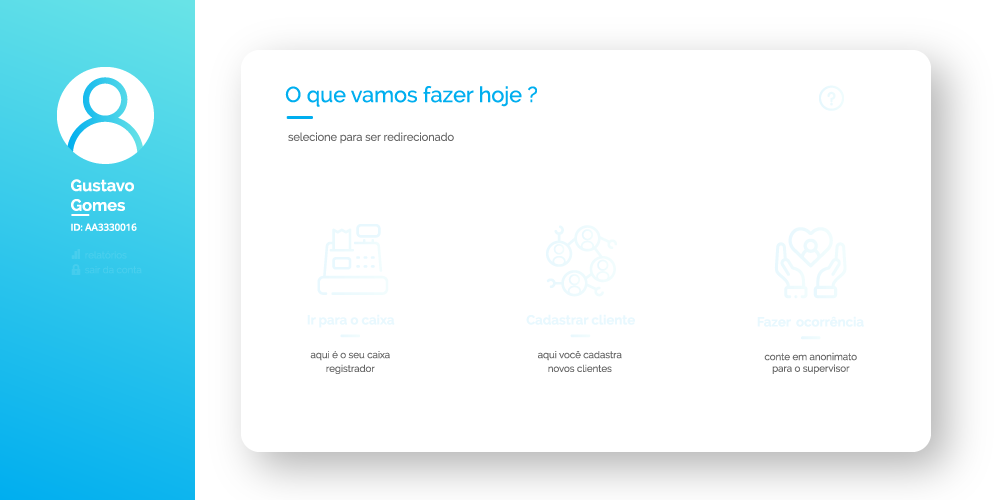 Gustavo
Gomes
ID: AA3330016
relatórios
sair da conta
O que vamos fazer hoje ?
?
selecione para ser redirecionado
Ir para o caixa
aqui é o seu caixa
registrador
Cadastrar cliente
aqui você cadastra
novos clientes
Fazer ocorrência
conte em anonimato
para o supervisor